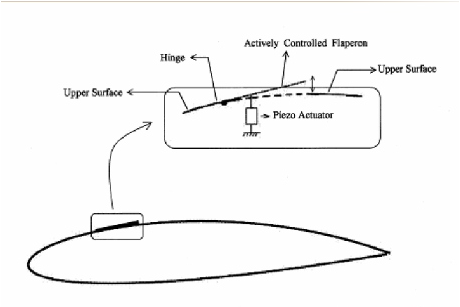 Actively Controlled Flaperon
Hinge
Upper Surface
Upper Surface
Piezo Actuator